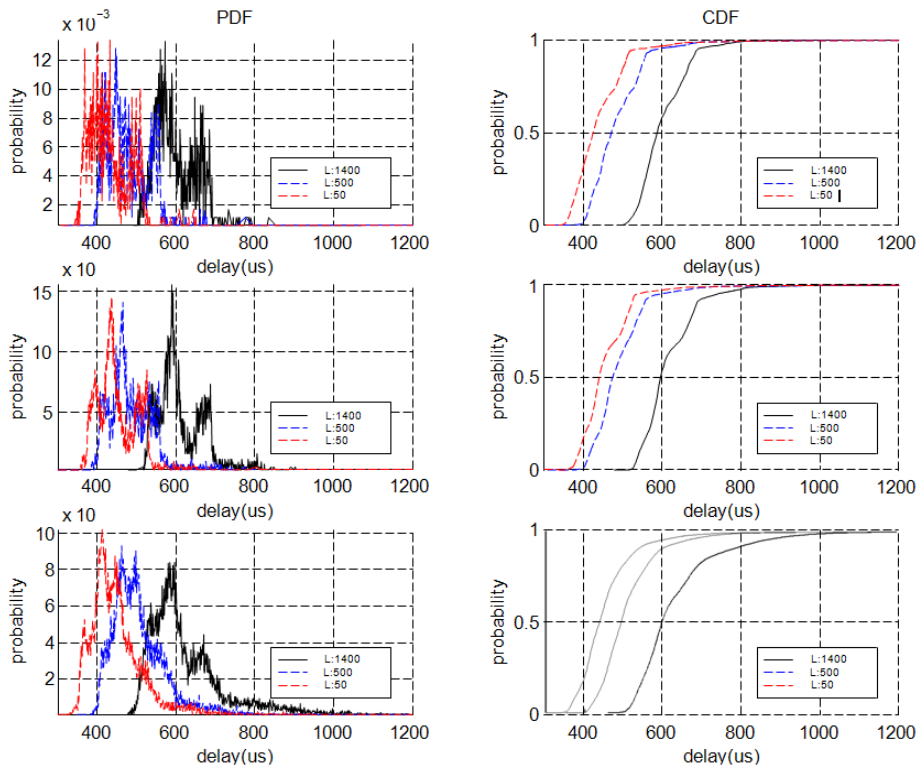 PDF
CDF
x 10⁻³
12
10
8
6
4
2
probability
400
600
800
1000
1200
delay(us)
L:1400
L:500
L:50
1
0.5
0
probability
400
600
800
1000
1200
delay(us)
L:1400
L:500
L:50
x 10
15
10
5
probability
400
600
800
1000
1200
delay(us)
L:1400
L:500
L:50
1
0.5
0
probability
400
600
800
1000
1200
delay(us)
L:1400
L:500
L:50
x 10
10
8
6
4
2
probability
400
600
800
1000
1200
delay(us)
L:1400
L:500
L:50
1
0.5
0
probability
400
600
800
1000
1200
delay(us)
L:1400
L:500
L:50